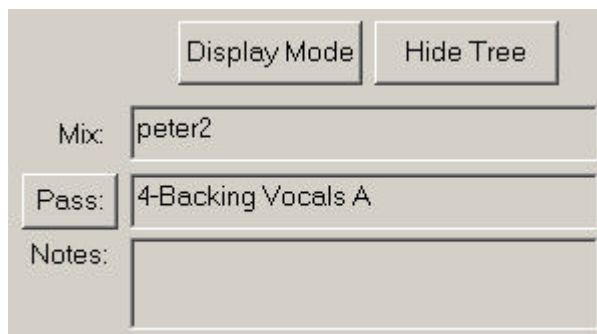 Display Mode Hide Tree
Mix: peter2
Pass: 4-Backing Vocals A
Notes: